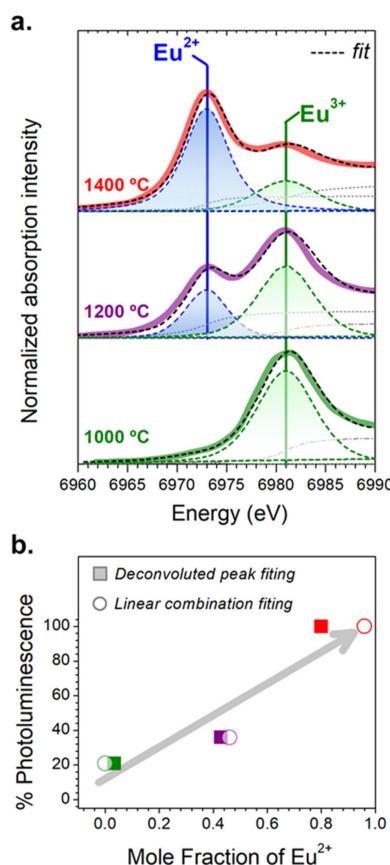 a.
Eu²⁺
fit
Eu³⁺
1400 ºC
1200 ºC
1000 ºC
Normalized absorption intensity
6960 6965 6970 6975 6980 6985 6990
Energy (eV)
b.
Deconvoluted peak fiting
Linear combination fiting
100
80
60
40
20
0
% Photoluminescence
0.0 0.2 0.4 0.6 0.8 1.0
Mole Fraction of Eu²⁺